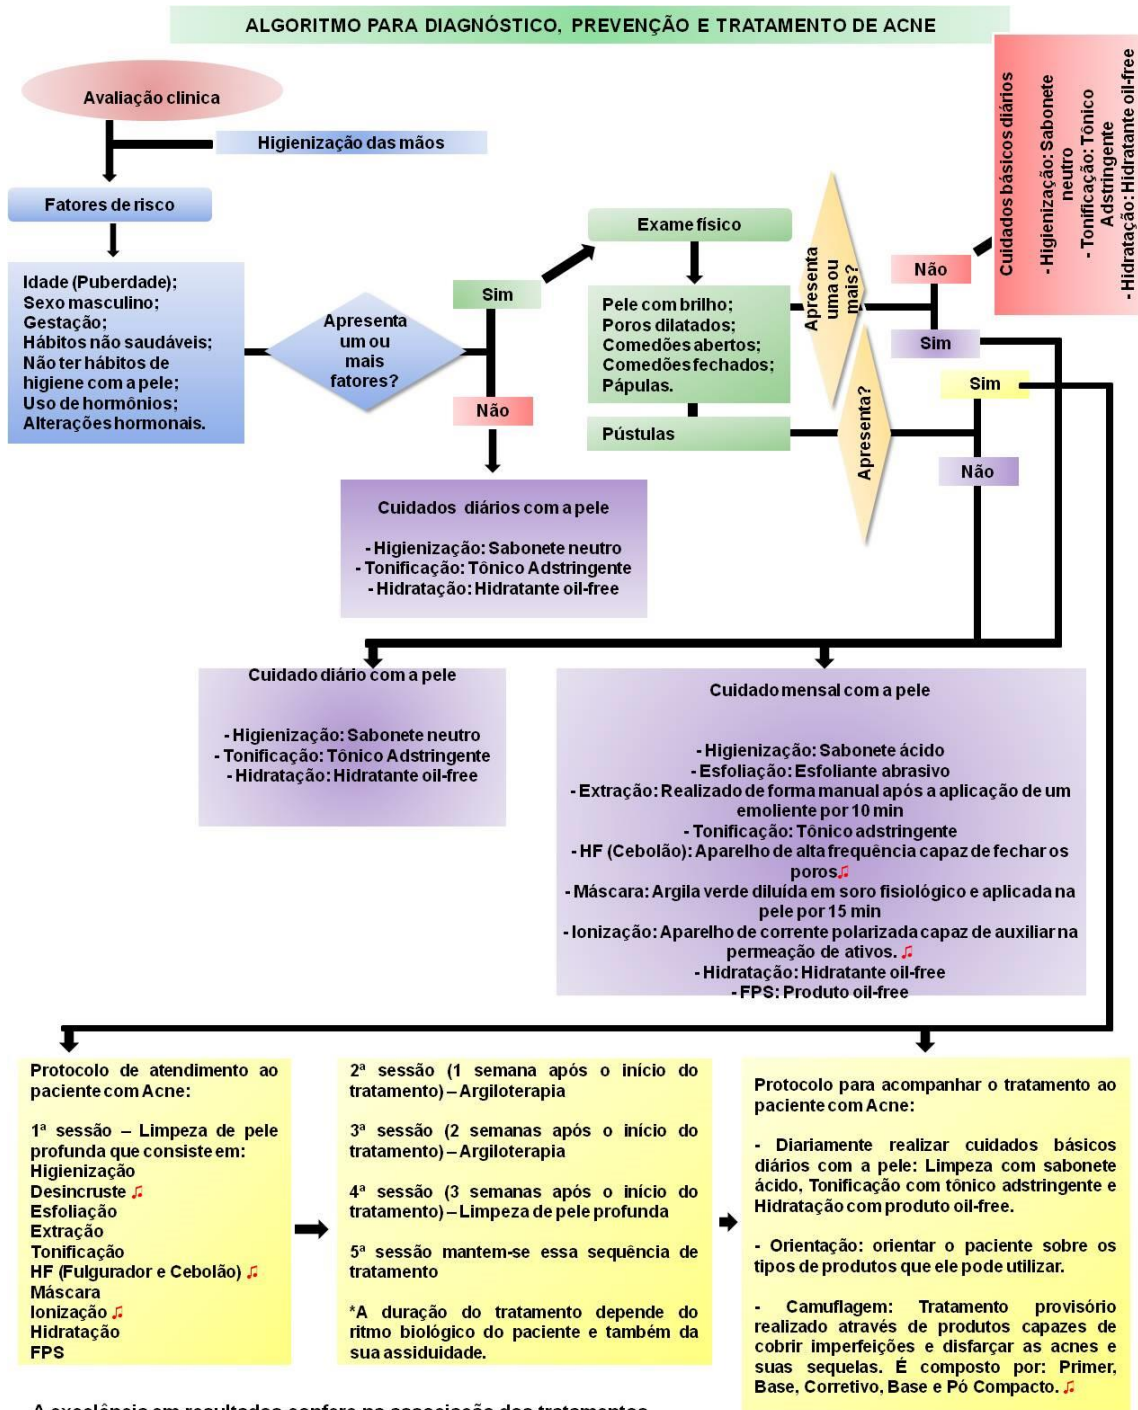 ALGORITMO PARA DIAGNÓSTICO, PREVENÇÃO E TRATAMENTO DE ACNE
Avaliação clinica
Higienização das mãos
Fatores de risco
Idade (Puberdade);
Sexo masculino;
Gestação;
Hábitos não saudáveis;
Não ter hábitos de
higiene com a pele;
Uso de hormônios;
Alterações hormonais.
Apresenta
um ou
mais
fatores?
Sim
Não
Exame físico
Pele com brilho;
Poros dilatados;
Comedões abertos;
Comedões fechados;
Pápulas.
Pústulas
Apresenta
uma ou
mais?
Não
Sim
Apresenta?
Sim
Não
Cuidados básicos diários
- Higienização: Sabonete
neutro
- Tonificação: Tônico
Adstringente
- Hidratação: Hidratante oil-free
Cuidados diários com a pele
- Higienização: Sabonete neutro
- Tonificação: Tônico Adstringente
- Hidratação: Hidratante oil-free
Cuidado diário com a pele
- Higienização: Sabonete neutro
- Tonificação: Tônico Adstringente
- Hidratação: Hidratante oil-free
Cuidado mensal com a pele
- Higienização: Sabonete ácido
- Esfoliação: Esfoliante abrasivo
- Extração: Realizado de forma manual após a aplicação de um
emoliente por 10 min
- Tonificação: Tônico adstringente
- HF (Cebolão): Aparelho de alta frequência capaz de fechar os
poros♫
- Máscara: Argila verde diluída em soro fisiológico e aplicada na
pele por 15 min
- Ionização: Aparelho de corrente polarizada capaz de auxiliar na
permeação de ativos. ♫
- Hidratação: Hidratante oil-free
- FPS: Produto oil-free
Protocolo de atendimento ao
paciente com Acne:
1ª sessão – Limpeza de pele
profunda que consiste em:
Higienização
Desincruste ♫
Esfoliação
Extração
Tonificação
HF (Fulgurador e Cebolão) ♫
Máscara
Ionização ♫
Hidratação
FPS
2ª sessão (1 semana após o início do
tratamento) – Argiloterapia
3ª sessão (2 semanas após o início do
tratamento) – Argiloterapia
4ª sessão (3 semanas após o início do
tratamento) – Limpeza de pele profunda
5ª sessão mantem-se essa sequência de
tratamento
*A duração do tratamento depende do
ritmo biológico do paciente e também da
sua assiduidade.
Protocolo para acompanhar o tratamento ao
paciente com Acne:
- Diariamente realizar cuidados básicos
diários com a pele: Limpeza com sabonete
ácido, Tonificação com tônico adstringente e
Hidratação com produto oil-free.
- Orientação: orientar o paciente sobre os
tipos de produtos que ele pode utilizar.
- Camuflagem: Tratamento provisório
realizado através de produtos capazes de
cobrir imperfeições e disfarçar as acnes e
suas sequelas. É composto por: Primer,
Base, Corretivo, Base e Pó Compacto. ♫